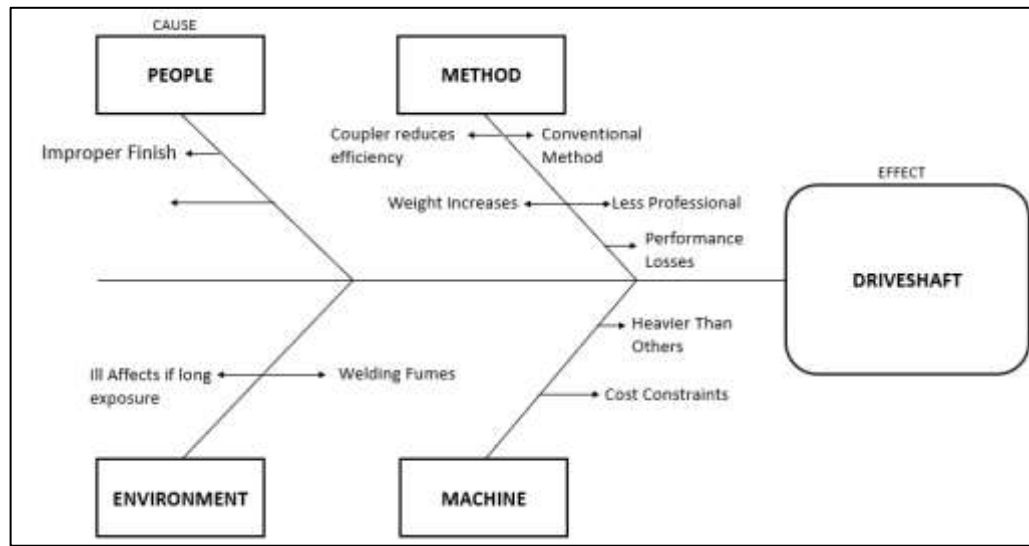 CAUSE
PEOPLE
METHOD
Improper Finish
Coupler reduces
efficiency
Conventional
Method
Weight Increases
Less Professional
Performance
Losses
EFFECT
DRIVESHAFT
Heavier Than
Others
Cost Constraints
Ill Affects if long
exposure
Welding Fumes
ENVIRONMENT
MACHINE